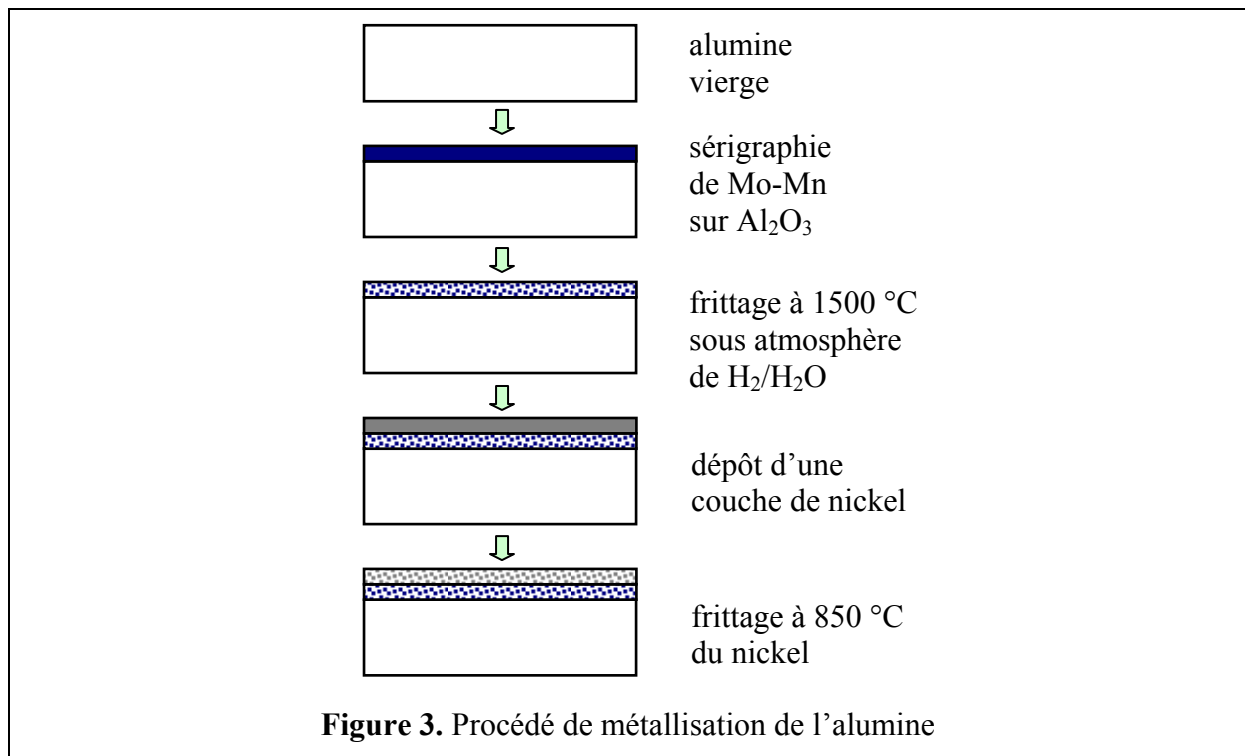 alumine
vierge
sérigraphie
de Mo-Mn
sur Al₂O₃
frittage à 1500 °C
sous atmosphère
de H₂/H₂O
dépôt d’une
couche de nickel
frittage à 850 °C
du nickel
Figure 3. Procédé de métallisation de l’alumine